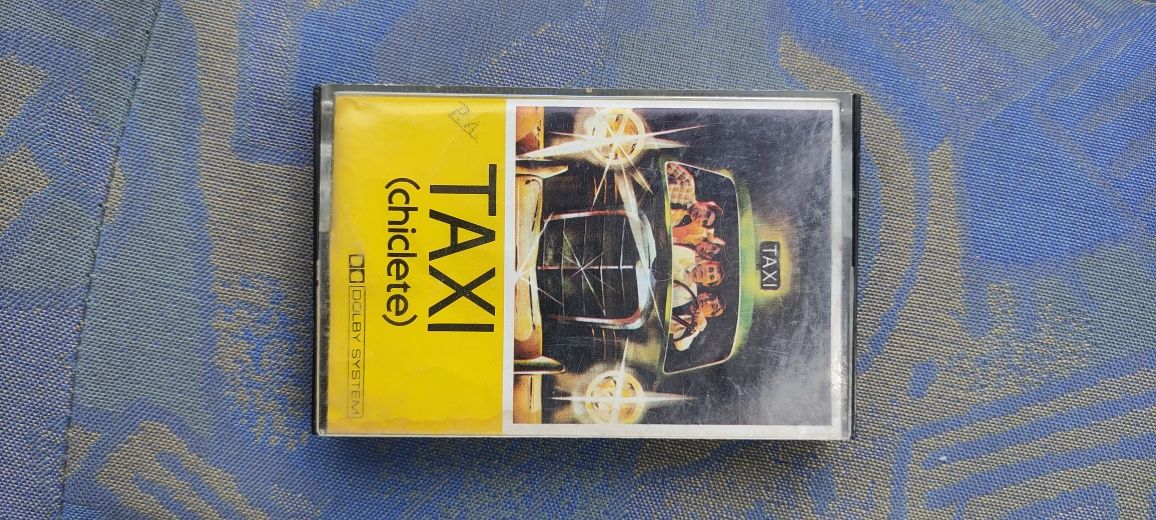 TAXI
TAXI
(chiclete)
DOLBY SYSTEM